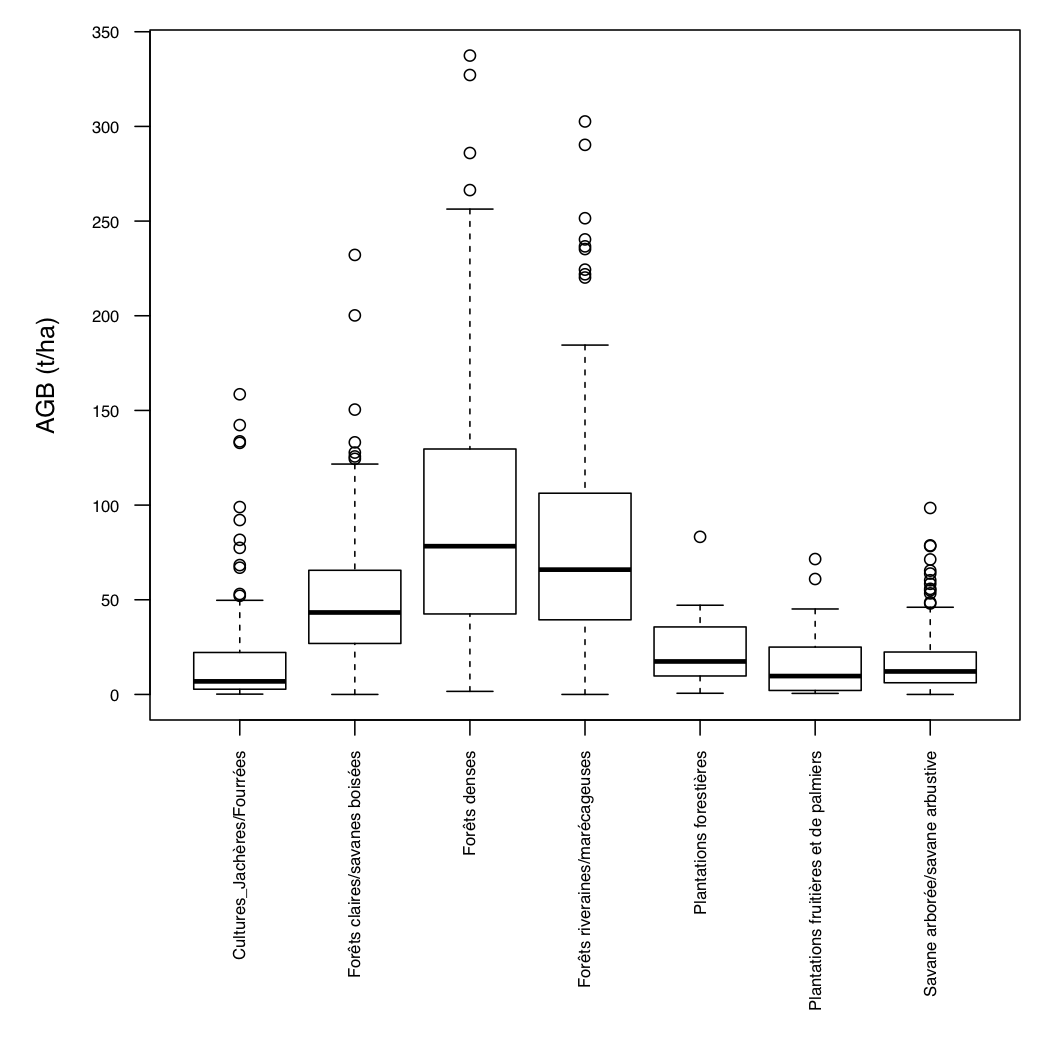 AGB (t/ha)
350
300
250
200
150
100
50
0
Cultures_Jachères/Fourrées
Forêts claires/savanes boisées
Forêts denses
Forêts riveraines/marécageuses
Plantations forestières
Plantations fruitières et de palmiers
Savane arborée/savane arbustive